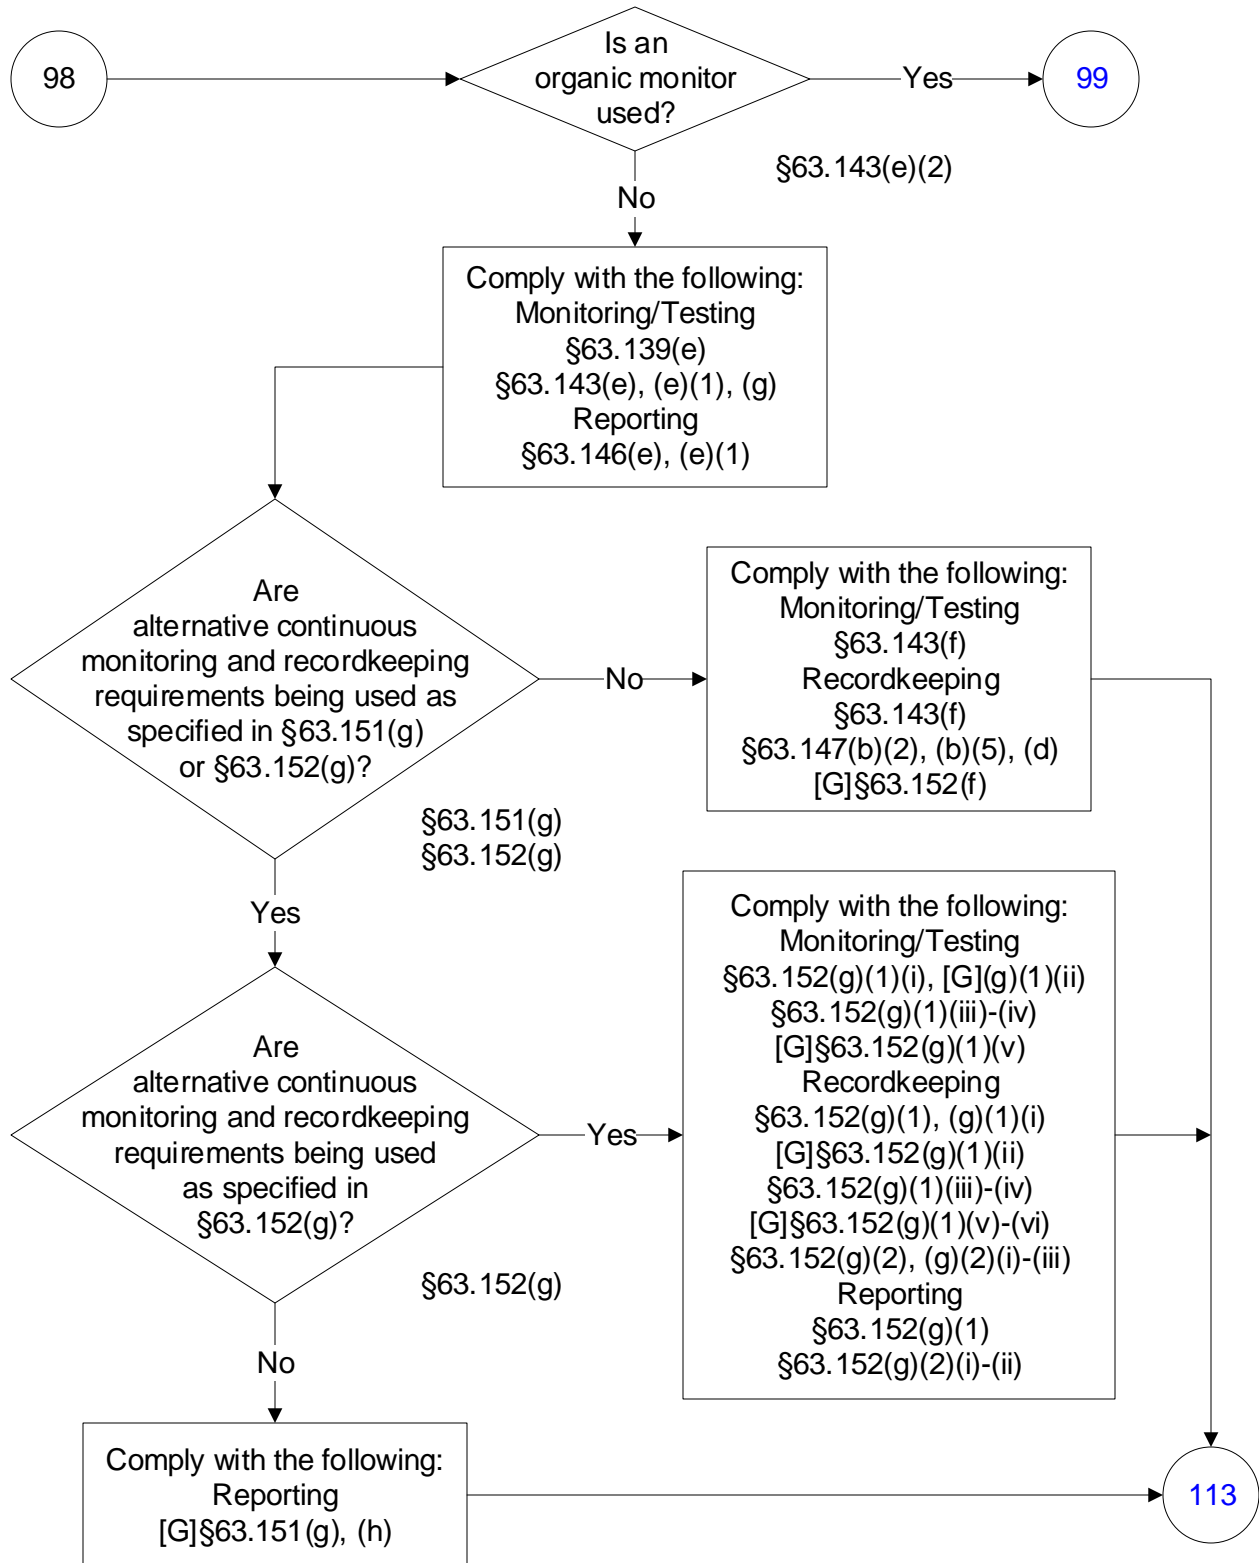 98
Is an
organic monitor
used?
Yes
99
§63.143(e)(2)
No
Comply with the following:
Monitoring/Testing
§63.139(e)
§63.143(e), (e)(1), (g)
Reporting
§63.146(e), (e)(1)
Are
alternative continuous
monitoring and recordkeeping
requirements being used as
specified in §63.151(g)
or §63.152(g)?
No
Comply with the following:
Monitoring/Testing
§63.143(f)
Recordkeeping
§63.143(f)
§63.147(b)(2), (b)(5), (d)
[G]§63.152(f)
§63.151(g)
§63.152(g)
Yes
Are
alternative continuous
monitoring and recordkeeping
requirements being used
as specified in
§63.152(g)?
Yes
Comply with the following:
Monitoring/Testing
§63.152(g)(1)(i), [G](g)(1)(ii)
§63.152(g)(1)(iii)-(iv)
[G]§63.152(g)(1)(v)
Recordkeeping
§63.152(g)(1), (g)(1)(i)
[G]§63.152(g)(1)(ii)
§63.152(g)(1)(iii)-(iv)
[G]§63.152(g)(1)(v)-(vi)
§63.152(g)(2), (g)(2)(i)-(iii)
Reporting
§63.152(g)(1)
§63.152(g)(2)(i)-(ii)
§63.152(g)
No
Comply with the following:
Reporting
[G]§63.151(g), (h)
113